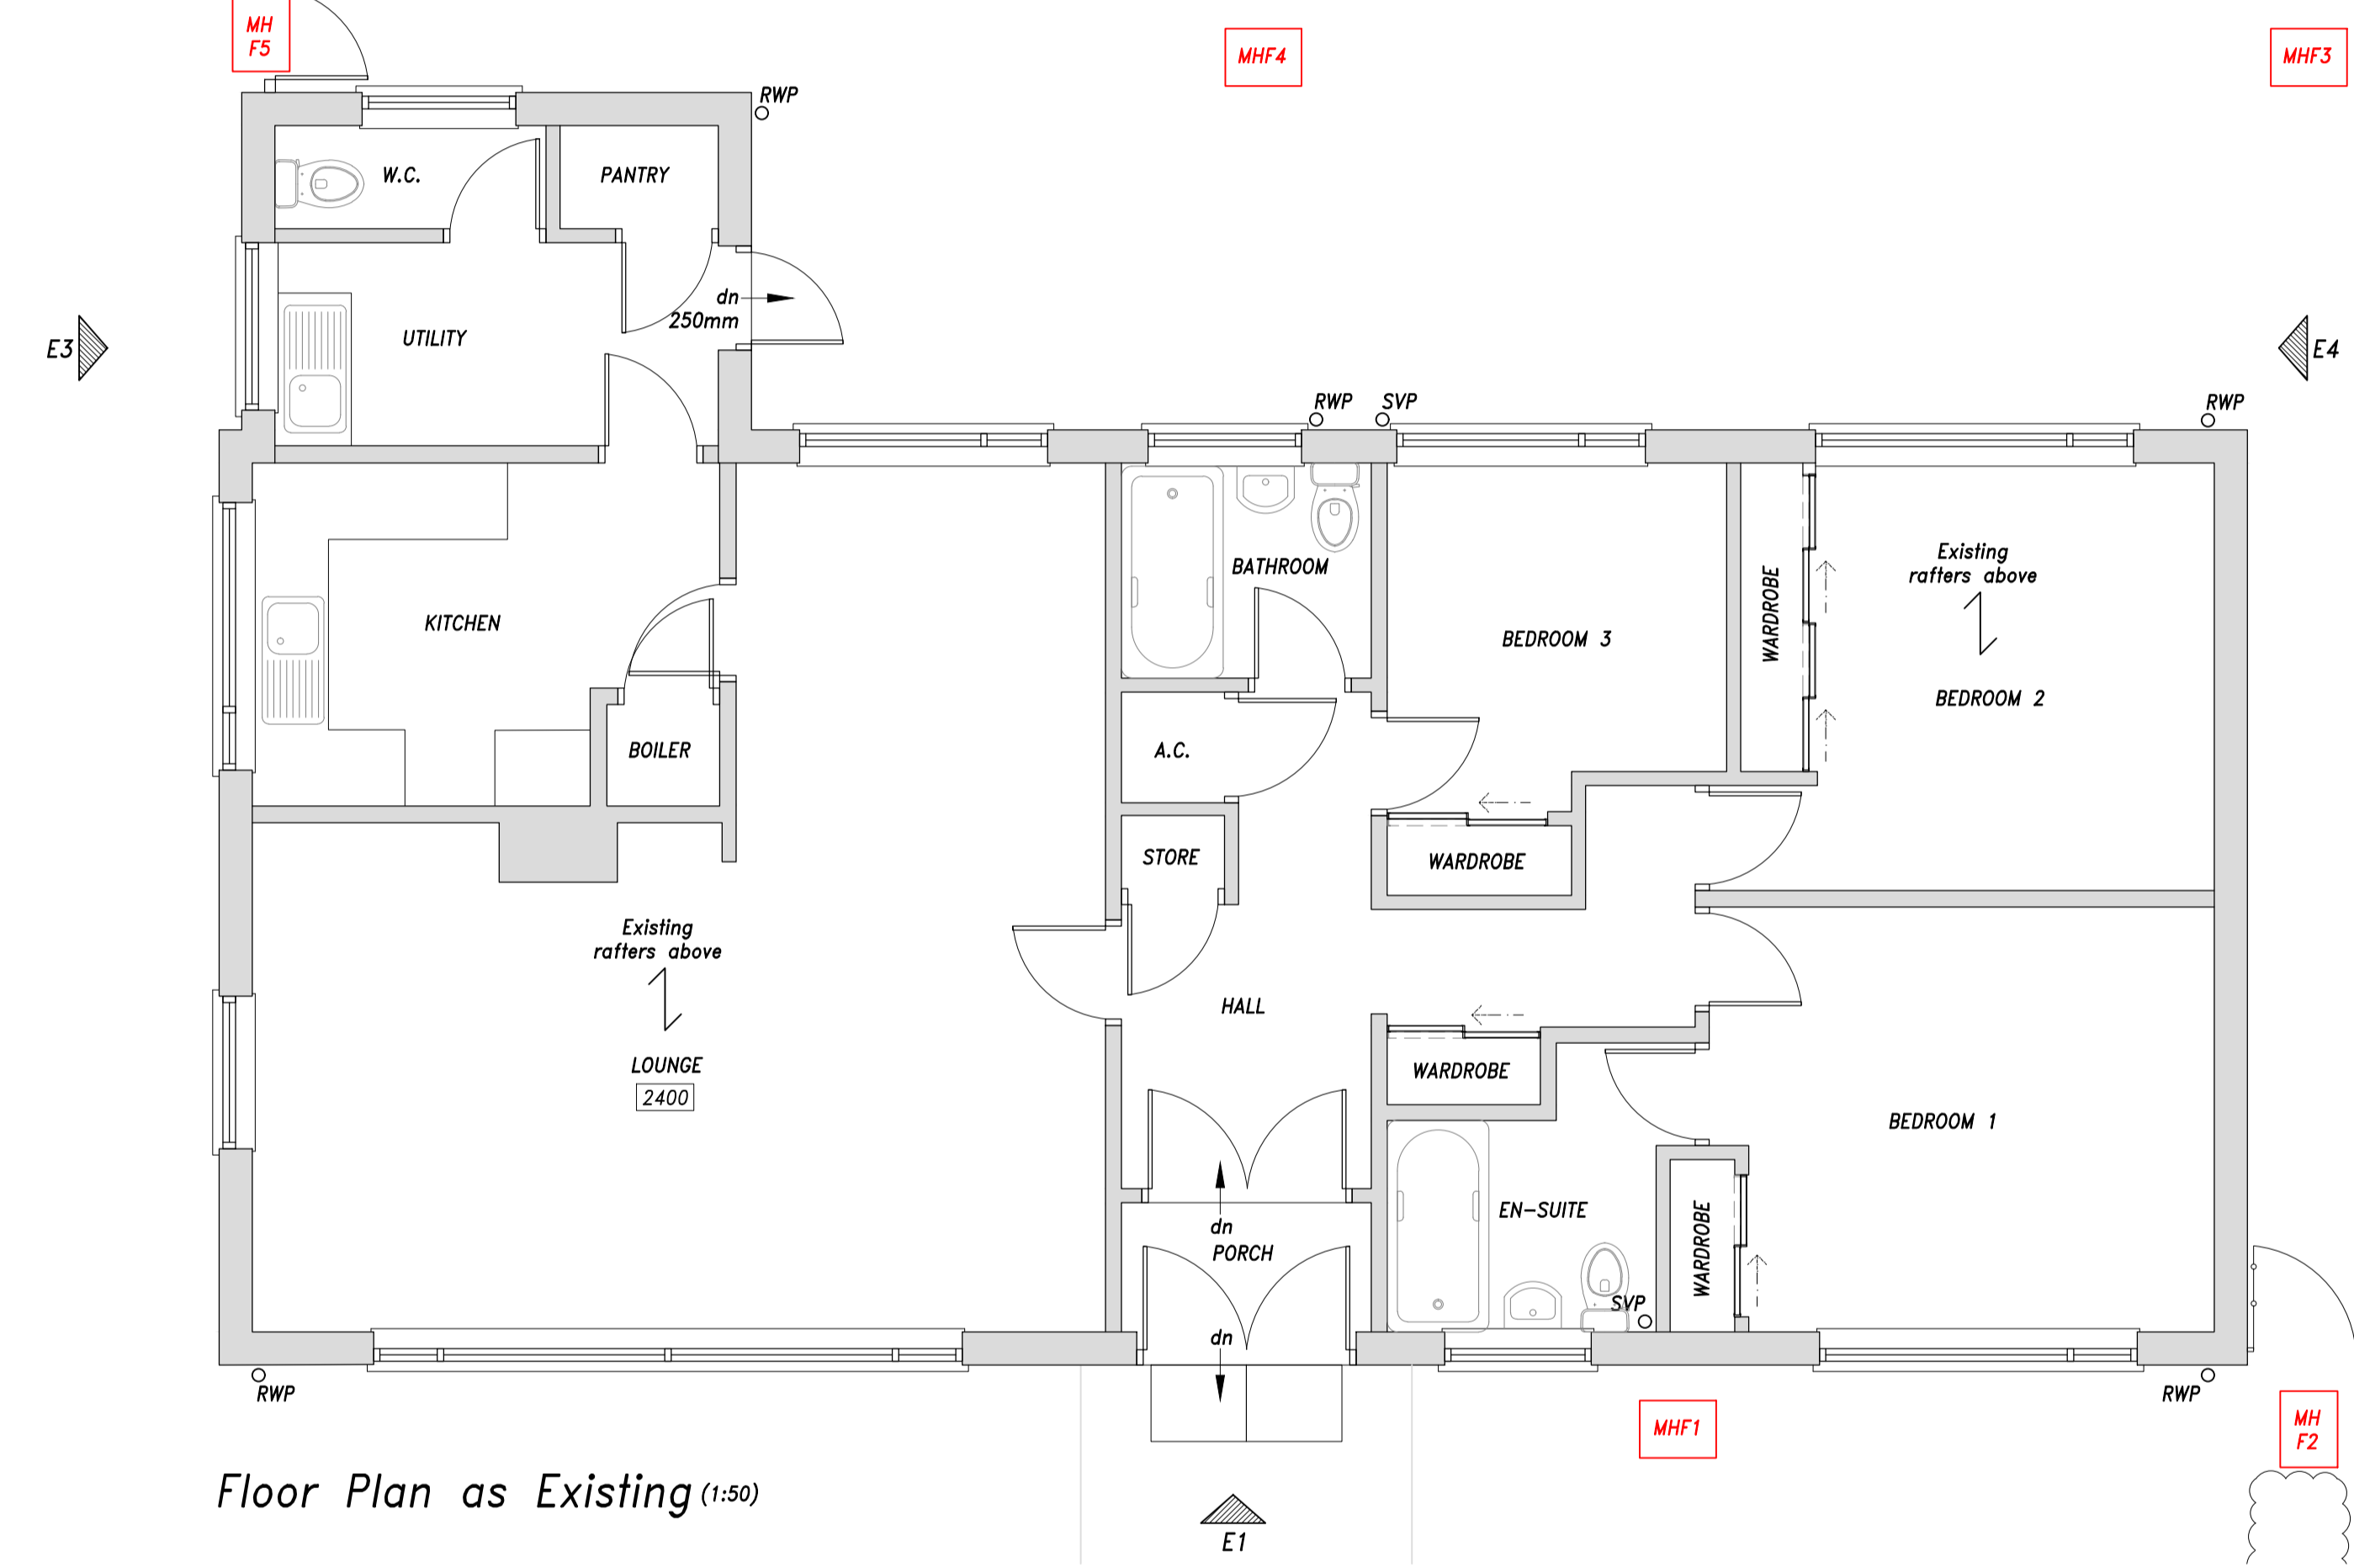 MH
F5
MHF4
MHF3
RWP
W.C.
PANTRY
dn
250mm
UTILITY
E3
E4
RWP
SVP
RWP
BATHROOM
Existing
rafters above
WARDROBE
KITCHEN
BEDROOM 3
BEDROOM 2
BOILER
A.C.
STORE
WARDROBE
Existing
rafters above
HALL
LOUNGE
2400
WARDROBE
BEDROOM 1
EN-SUITE
dn
PORCH
WARDROBE
SVP
dn
RWP
RWP
MHF1
MH
F2
Floor Plan as Existing (1:50)
E1